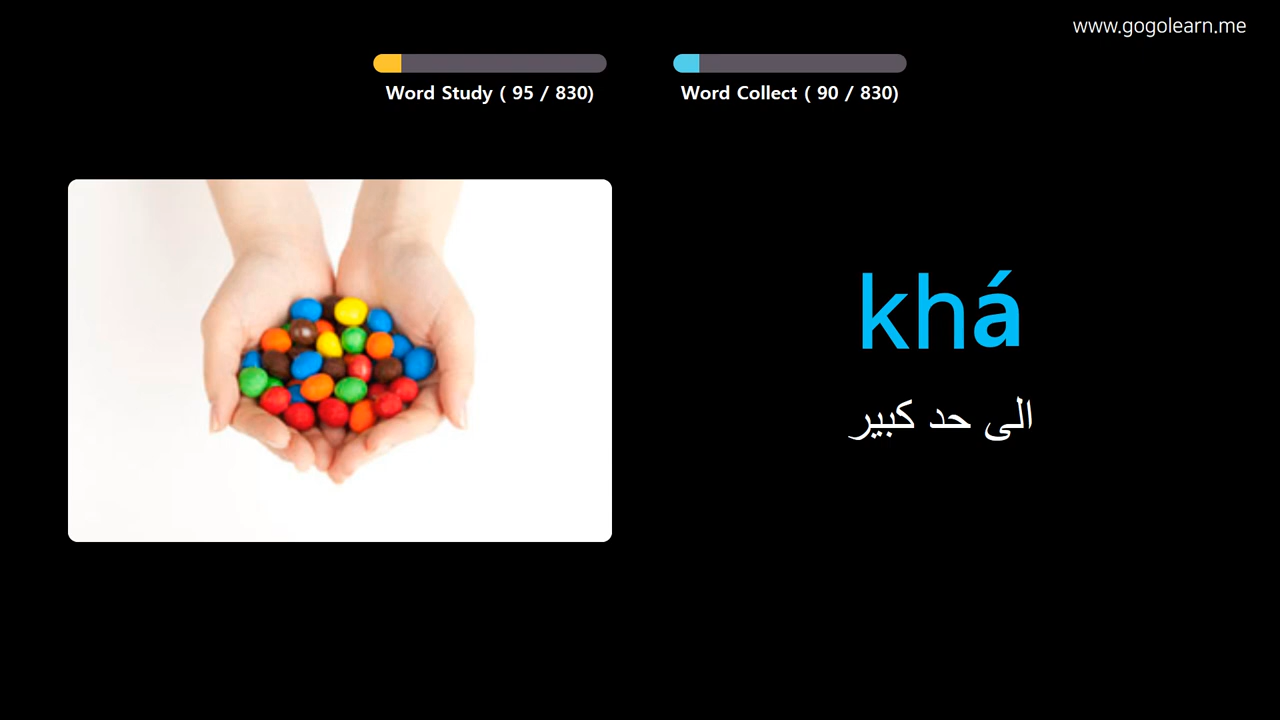 www.gogolearn.me
Word Study ( 95 / 830)
Word Collect ( 90 / 830)
khá
الى حد كبير